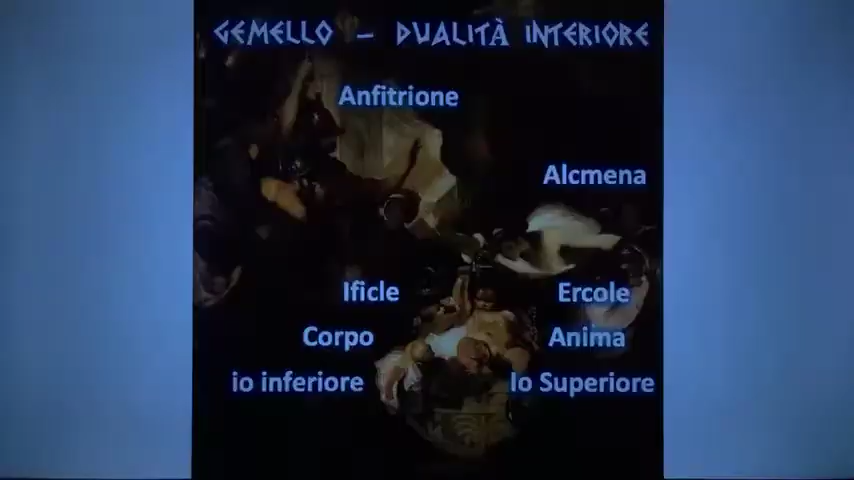 GEMELLO – DUALITÀ INTERIORE
Anfitrione
Alcmena
Ificle Ercole
Corpo Anima
io inferiore Io Superiore